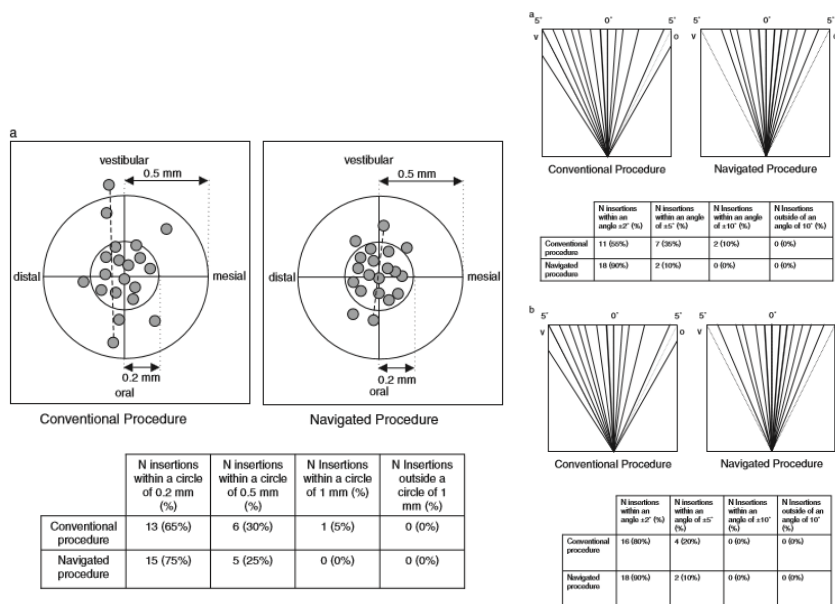 a
vestibular
0.5 mm
distal
mesial
0.2 mm
oral
Conventional Procedure
vestibular
0.5 mm
distal
mesial
0.2 mm
oral
Navigated Procedure
N insertions within a circle of 0.2 mm (%)
N insertions within a circle of 0.5 mm (%)
N Insertions within a circle of 1 mm (%)
N Insertions outside a circle of 1 mm (%)
Conventional procedure 13 (65%) 6 (30%) 1 (5%) 0 (0%)
Navigated procedure 15 (75%) 5 (25%) 0 (0%) 0 (0%)
a
5° 0° 5° 5° 0° 5°
v o v o
Conventional Procedure Navigated Procedure
N insertions within an angle ±2° (%)
N insertions within an angle of ±5° (%)
N Insertions within an angle of ±10° (%)
N Insertions outside of an angle of 10° (%)
Conventional procedure 11 (55%) 7 (35%) 2 (10%) 0 (0%)
Navigated procedure 18 (90%) 2 (10%) 0 (0%) 0 (0%)
b
5° 0° 5° 5° 0° 5°
v o v o
Conventional Procedure Navigated Procedure
N insertions within an angle ±2° (%)
N insertions within an angle of ±5° (%)
N Insertions within an angle of ±10° (%)
N Insertions outside of an angle of 10° (%)
Conventional procedure 16 (80%) 4 (20%) 0 (0%) 0 (0%)
Navigated procedure 18 (90%) 2 (10%) 0 (0%) 0 (0%)